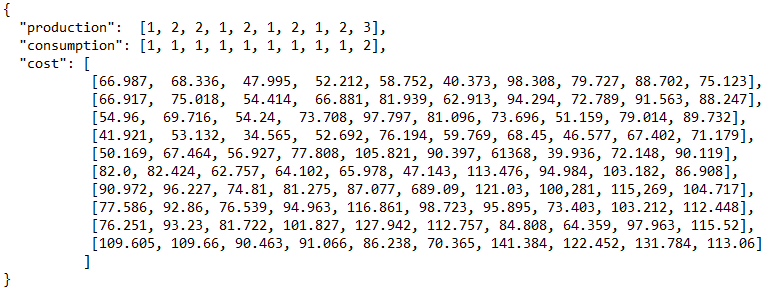 {
"production": [1, 2, 2, 1, 2, 1, 2, 1, 2, 3],
"consumption": [1, 1, 1, 1, 1, 1, 1, 1, 1, 2],
"cost": [
[66.987, 68.336, 47.995, 52.212, 58.752, 40.373, 98.308, 79.727, 88.702, 75.123],
[66.917, 75.018, 54.414, 66.881, 81.939, 62.913, 94.294, 72.789, 91.563, 88.247],
[54.96, 69.716, 54.24, 73.708, 97.797, 81.096, 73.696, 51.159, 79.014, 89.732],
[41.921, 53.132, 34.565, 52.692, 76.194, 59.769, 68.45, 46.577, 67.402, 71.179],
[50.169, 67.464, 56.927, 77.808, 105.821, 90.397, 61368, 39.936, 72.148, 90.119],
[82.0, 82.424, 62.757, 64.102, 65.978, 47.143, 113.476, 94.984, 103.182, 86.908],
[90.972, 96.227, 74.81, 81.275, 87.077, 689.09, 121.03, 100,281, 115,269, 104.717],
[77.586, 92.86, 76.539, 94.963, 116.861, 98.723, 95.895, 73.403, 103.212, 112.448],
[76.251, 93.23, 81.722, 101.827, 127.942, 112.757, 84.808, 64.359, 97.963, 115.52],
[109.605, 109.66, 90.463, 91.066, 86.238, 70.365, 141.384, 122.452, 131.784, 113.06]
]
}